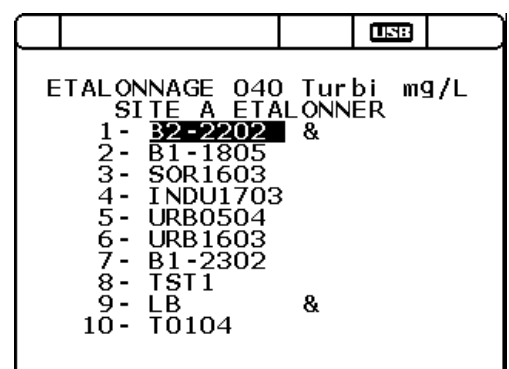 USB
ETALONNAGE 040 Turbi mg/L
SITE A ETALONNER
1- B2-2202 &
2- B1-1805
3- SOR1603
4- INDU1703
5- URB0504
6- URB1603
7- B1-2302
8- TST1
9- LB &
10- T0104